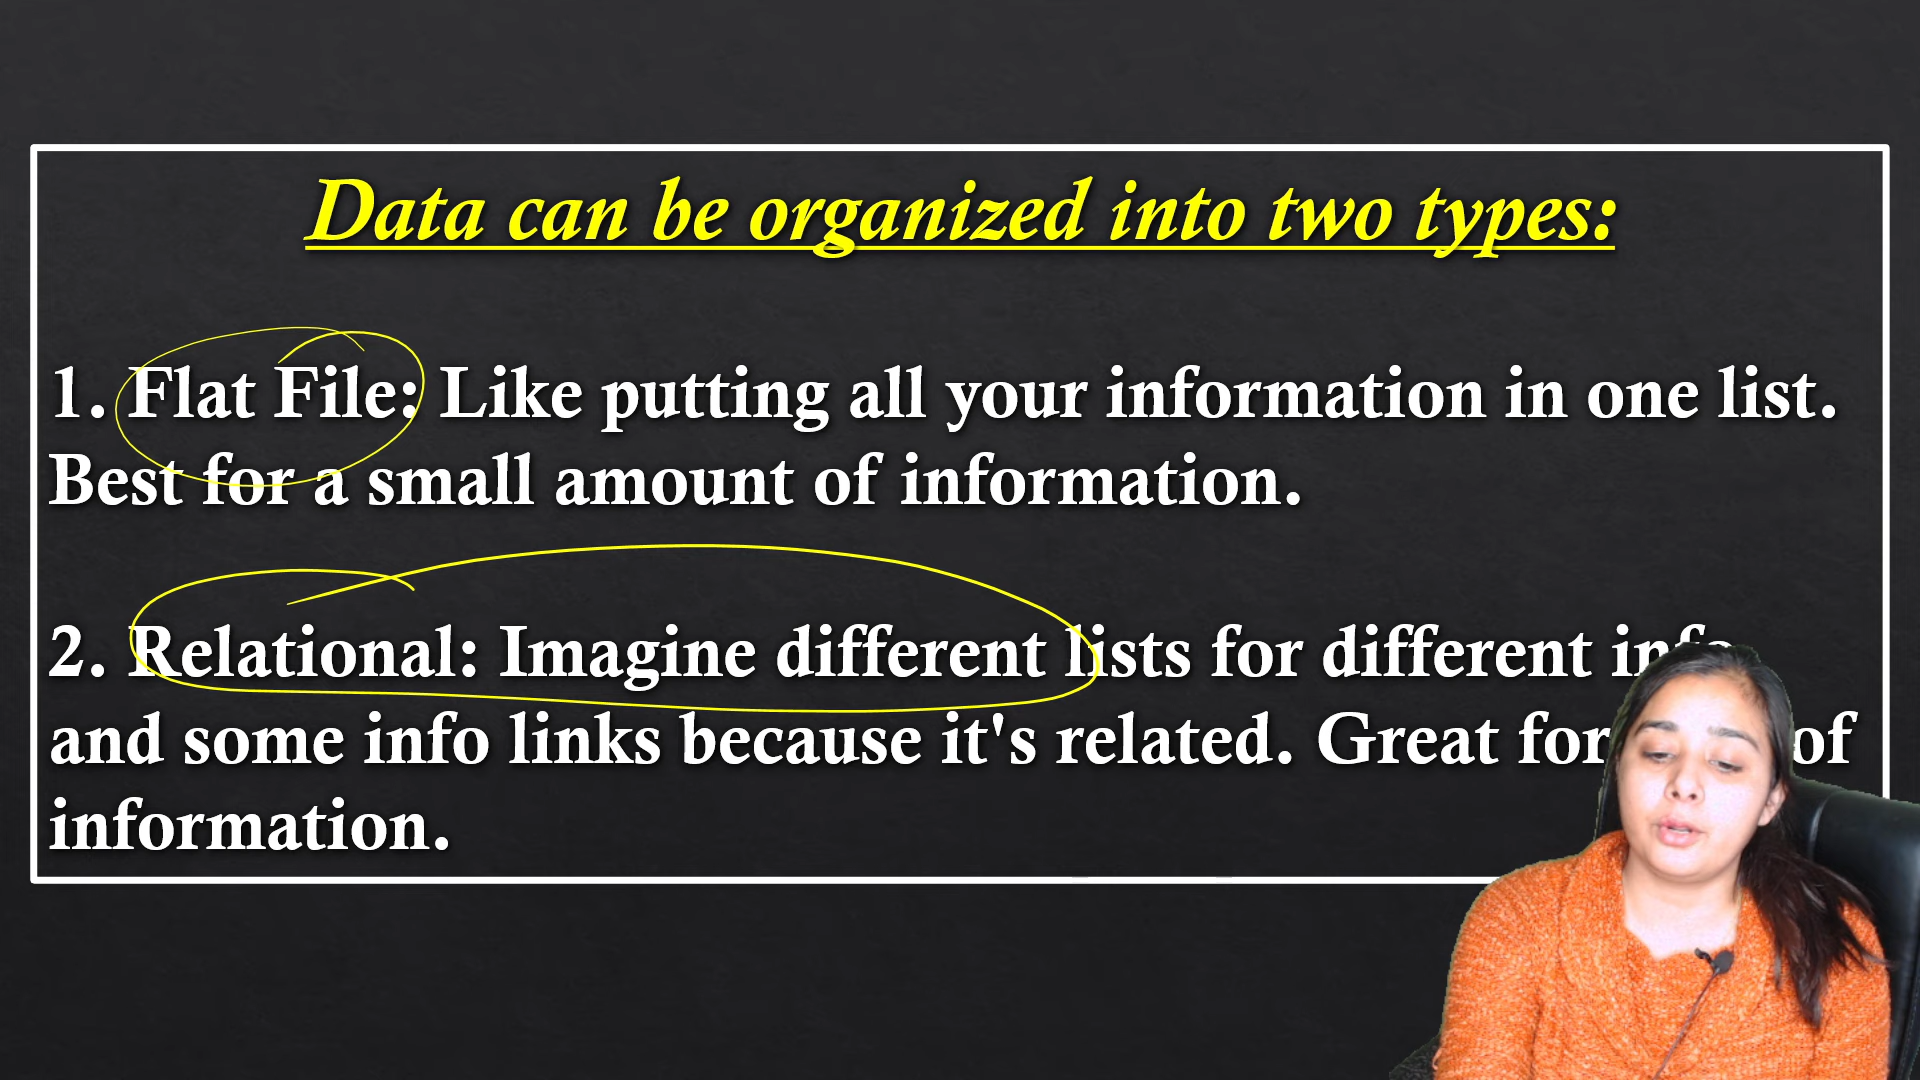 Data can be organized into two types:
1. Flat File: Like putting all your information in one list.
Best for a small amount of information.
2. Relational: Imagine different lists for different info
and some info links because it's related. Great for of
information.